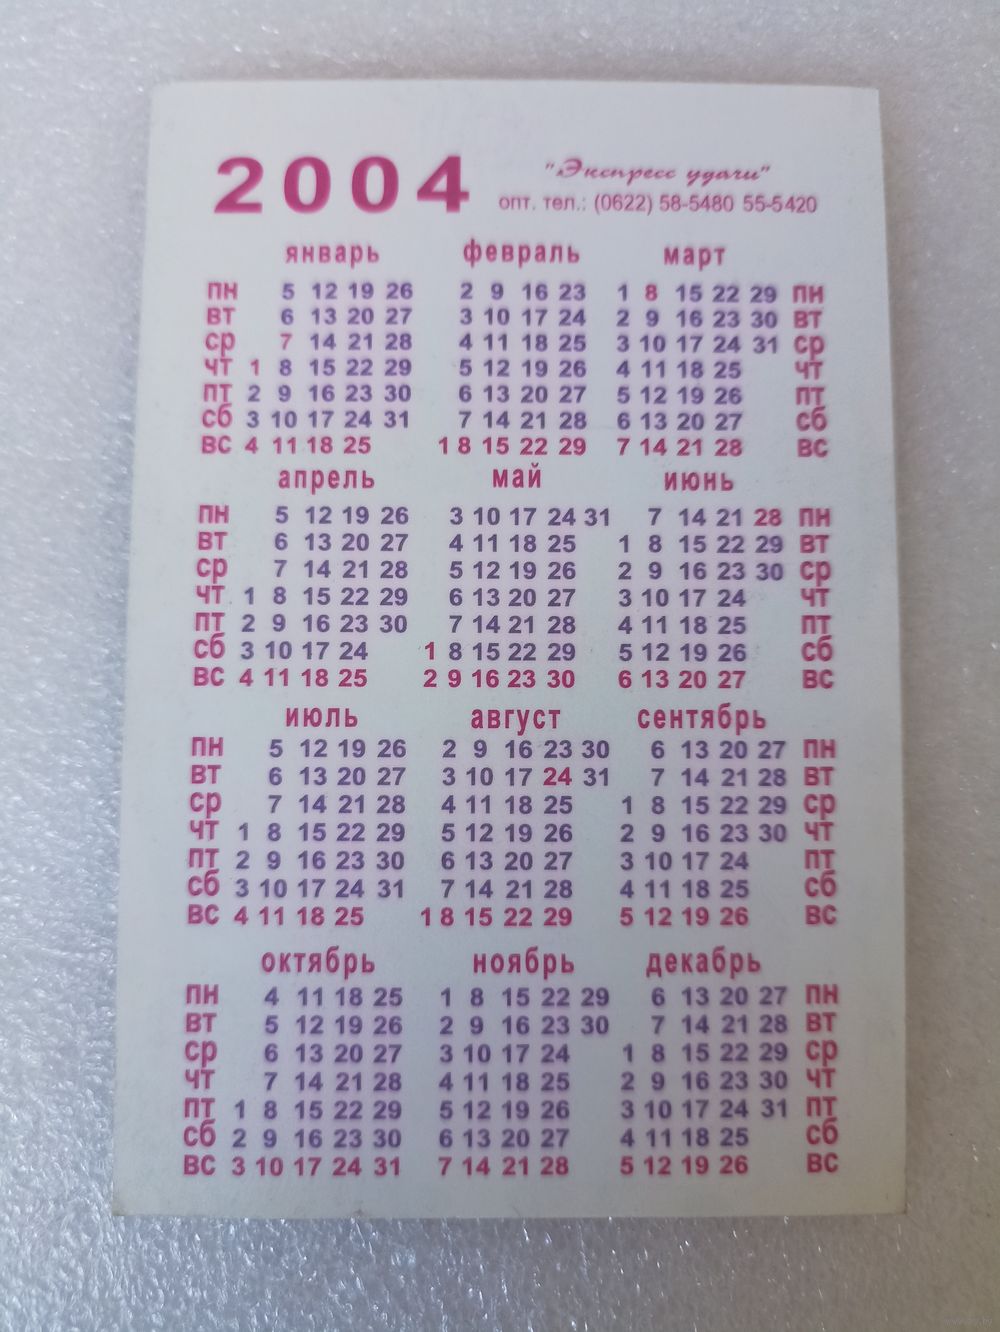 2004 "Экспресс удачи"
опт. тел.: (0622) 58-5480 55-5420
январь февраль март
ПН 5 12 19 26 2 9 16 23 1 8 15 22 29 ПН
ВТ 6 13 20 27 3 10 17 24 2 9 16 23 30 ВТ
СР 7 14 21 28 4 11 18 25 3 10 17 24 31 СР
ЧТ 1 8 15 22 29 5 12 19 26 4 11 18 25 ЧТ
ПТ 2 9 16 23 30 6 13 20 27 5 12 19 26 ПТ
СБ 3 10 17 24 31 7 14 21 28 6 13 20 27 СБ
ВС 4 11 18 25 1 8 15 22 29 7 14 21 28 ВС
апрель май июнь
ПН 5 12 19 26 3 10 17 24 31 7 14 21 28 ПН
ВТ 6 13 20 27 4 11 18 25 1 8 15 22 29 ВТ
СР 7 14 21 28 5 12 19 26 2 9 16 23 30 СР
ЧТ 1 8 15 22 29 6 13 20 27 3 10 17 24 ЧТ
ПТ 2 9 16 23 30 7 14 21 28 4 11 18 25 ПТ
СБ 3 10 17 24 1 8 15 22 29 5 12 19 26 СБ
ВС 4 11 18 25 2 9 16 23 30 6 13 20 27 ВС
июль август сентябрь
ПН 5 12 19 26 2 9 16 23 30 6 13 20 27 ПН
ВТ 6 13 20 27 3 10 17 24 31 7 14 21 28 ВТ
СР 7 14 21 28 4 11 18 25 1 8 15 22 29 СР
ЧТ 1 8 15 22 29 5 12 19 26 2 9 16 23 30 ЧТ
ПТ 2 9 16 23 30 6 13 20 27 3 10 17 24 ПТ
СБ 3 10 17 24 31 7 14 21 28 4 11 18 25 СБ
ВС 4 11 18 25 1 8 15 22 29 5 12 19 26 ВС
октябрь ноябрь декабрь
ПН 4 11 18 25 1 8 15 22 29 6 13 20 27 ПН
ВТ 5 12 19 26 2 9 16 23 30 7 14 21 28 ВТ
СР 6 13 20 27 3 10 17 24 1 8 15 22 29 СР
ЧТ 7 14 21 28 4 11 18 25 2 9 16 23 30 ЧТ
ПТ 1 8 15 22 29 5 12 19 26 3 10 17 24 31 ПТ
СБ 2 9 16 23 30 6 13 20 27 4 11 18 25 СБ
ВС 3 10 17 24 31 7 14 21 28 5 12 19 26 ВС